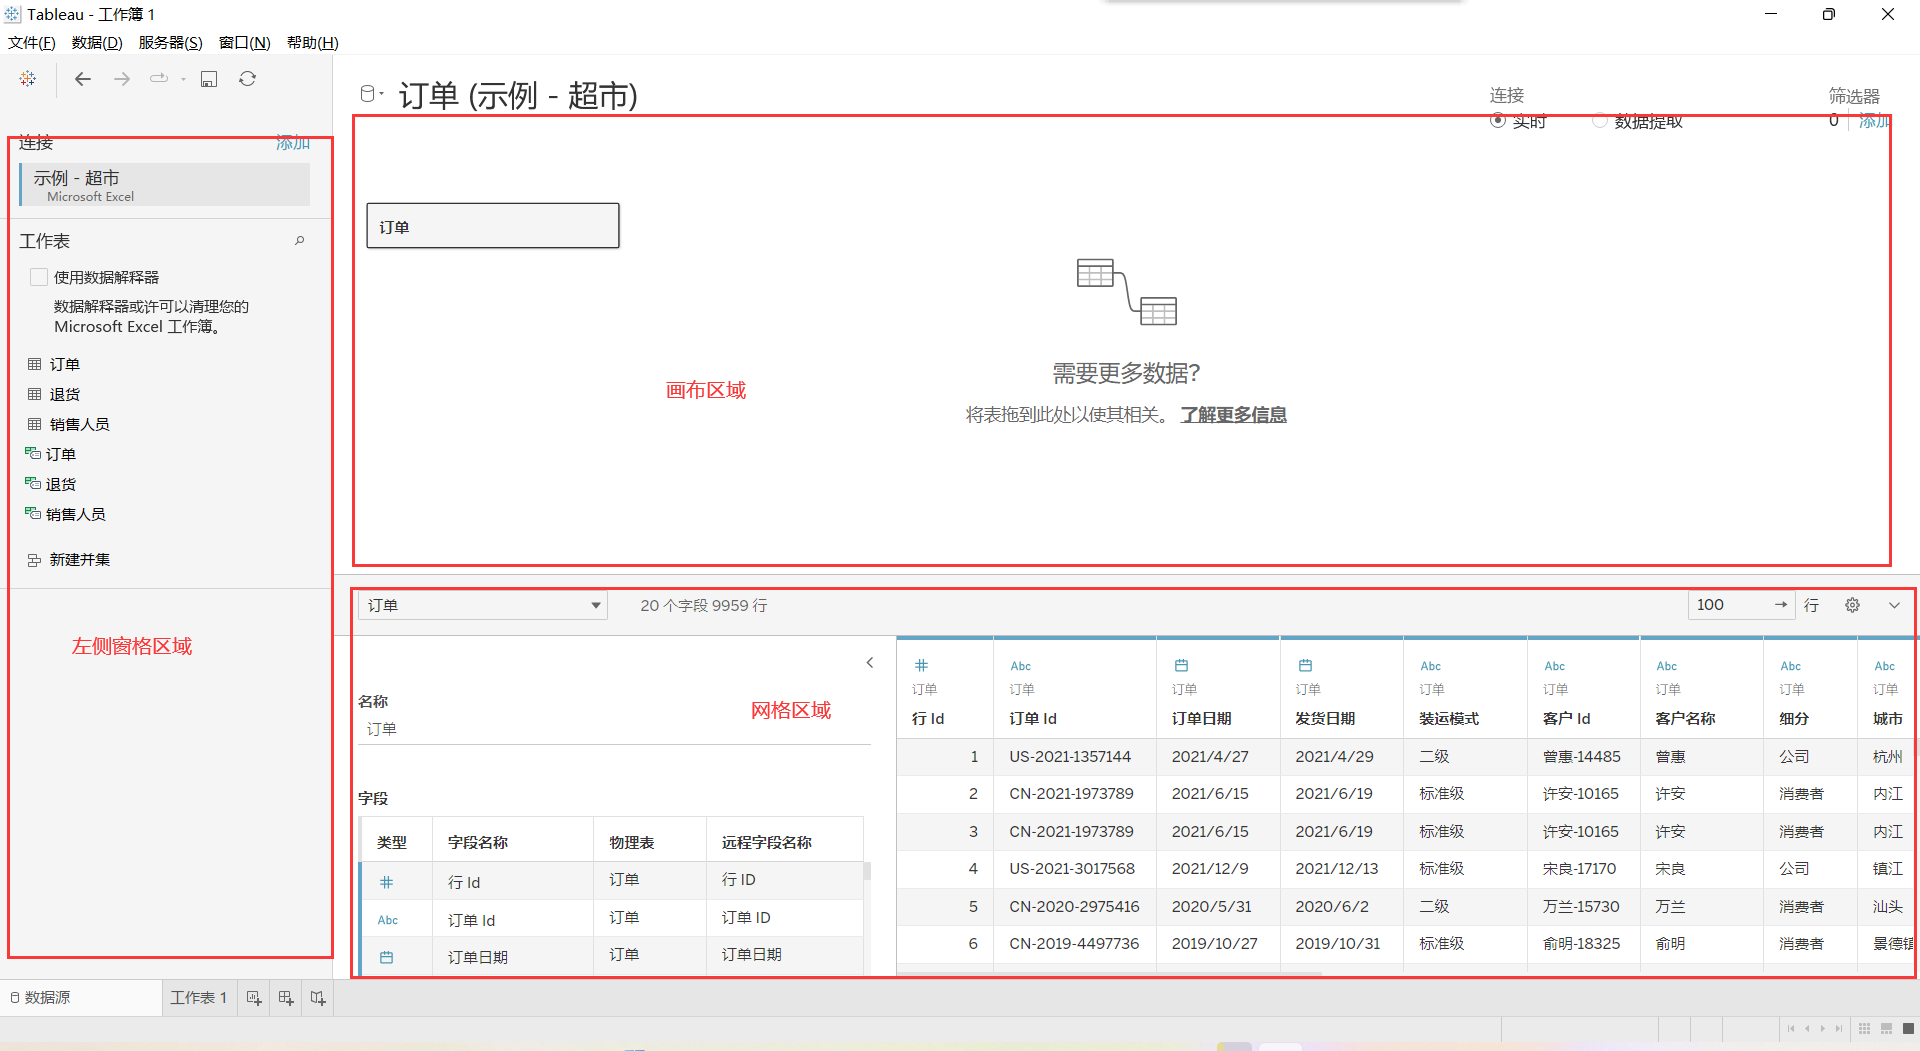 Tableau - 工作簿 1
文件(F) 数据(D) 服务器(S) 窗口(N) 帮助(H)
连接 添加
示例 - 超市
Microsoft Excel
工作表
使用数据解释器
数据解释器或许可以清理您的
Microsoft Excel 工作簿。
订单
退货
销售人员
订单
退货
销售人员
新建并集
左侧窗格区域
订单 (示例 - 超市)
连接
实时 数据提取
筛选器
0 添加
订单
画布区域
需要更多数据?
将表拖到此处以使其相关。 了解更多信息
订单 20 个字段 9959 行 100 行
名称
订单
网格区域
字段
类型 字段名称 物理表 远程字段名称
行 Id 订单 行 ID
Abc 订单 Id 订单 订单 ID
订单日期 订单 订单日期
Abc Abc Abc Abc Abc Abc
订单 订单 订单 订单 订单 订单 订单 订单 订单
行 Id 订单 Id 订单日期 发货日期 装运模式 客户 Id 客户名称 细分 城市
1 US-2021-1357144 2021/4/27 2021/4/29 二级 曾惠-14485 曾惠 公司 杭州
2 CN-2021-1973789 2021/6/15 2021/6/19 标准级 许安-10165 许安 消费者 内江
3 CN-2021-1973789 2021/6/15 2021/6/19 标准级 许安-10165 许安 消费者 内江
4 US-2021-3017568 2021/12/9 2021/12/13 标准级 宋良-17170 宋良 公司 镇江
5 CN-2020-2975416 2020/5/31 2020/6/2 二级 万兰-15730 万兰 消费者 汕头
6 CN-2019-4497736 2019/10/27 2019/10/31 标准级 俞明-18325 俞明 消费者 景德镇
数据源 工作表 1